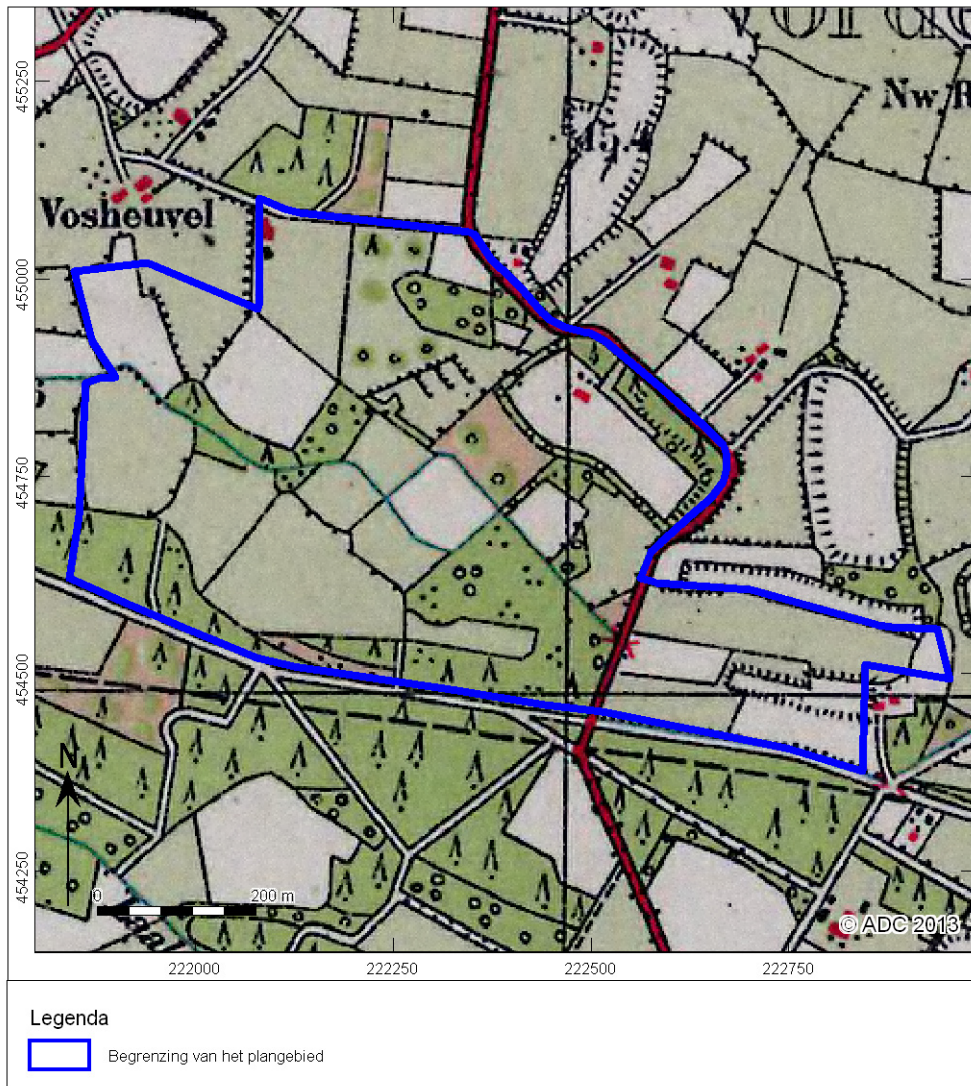 455250
455000
454750
454500
454250
Nw. R
Vosheuvel
N
0 200 m
© ADC 2013
222000 222250 222500 222750
Legenda
Begrenzing van het plangebied